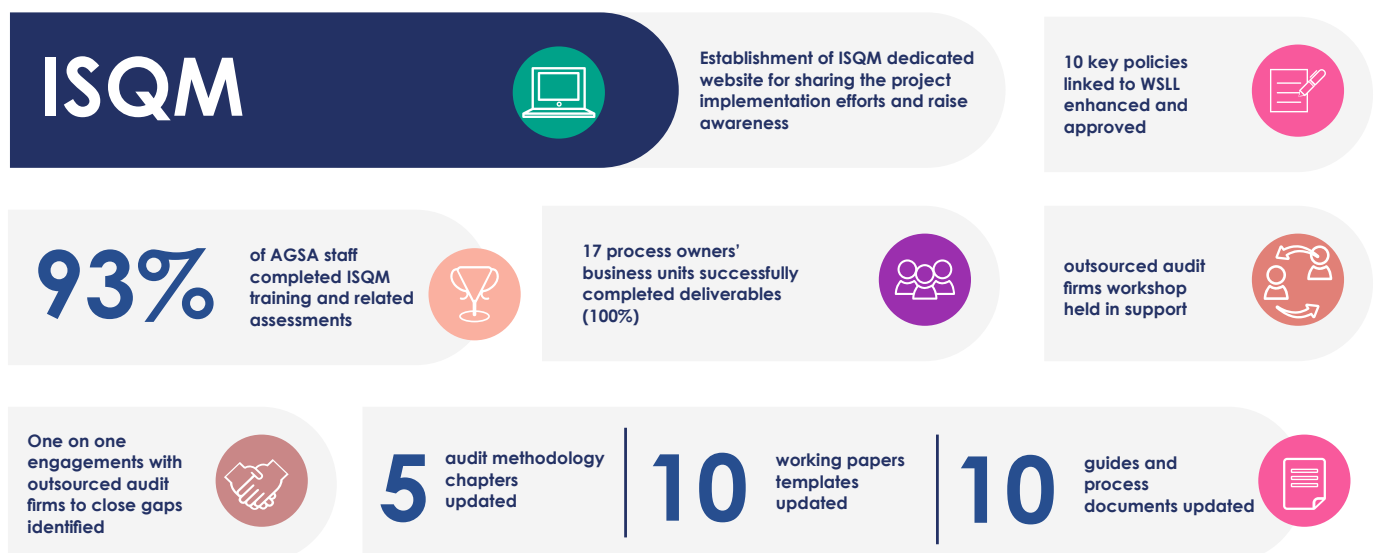 ISQM
Establishment of ISQM dedicated
website for sharing the project
implementation efforts and raise
awareness
10 key policies
linked to WSLL
enhanced and
approved
93%
of AGSA staff
completed ISQM
training and related
assessments
17 process owners’
business units successfully
completed deliverables
(100%)
outsourced audit
firms workshop
held in support
One on one
engagements with
outsourced audit
firms to close gaps
identified
5
audit methodology
chapters
updated
10
working papers
templates
updated
10
guides and
process
documents updated